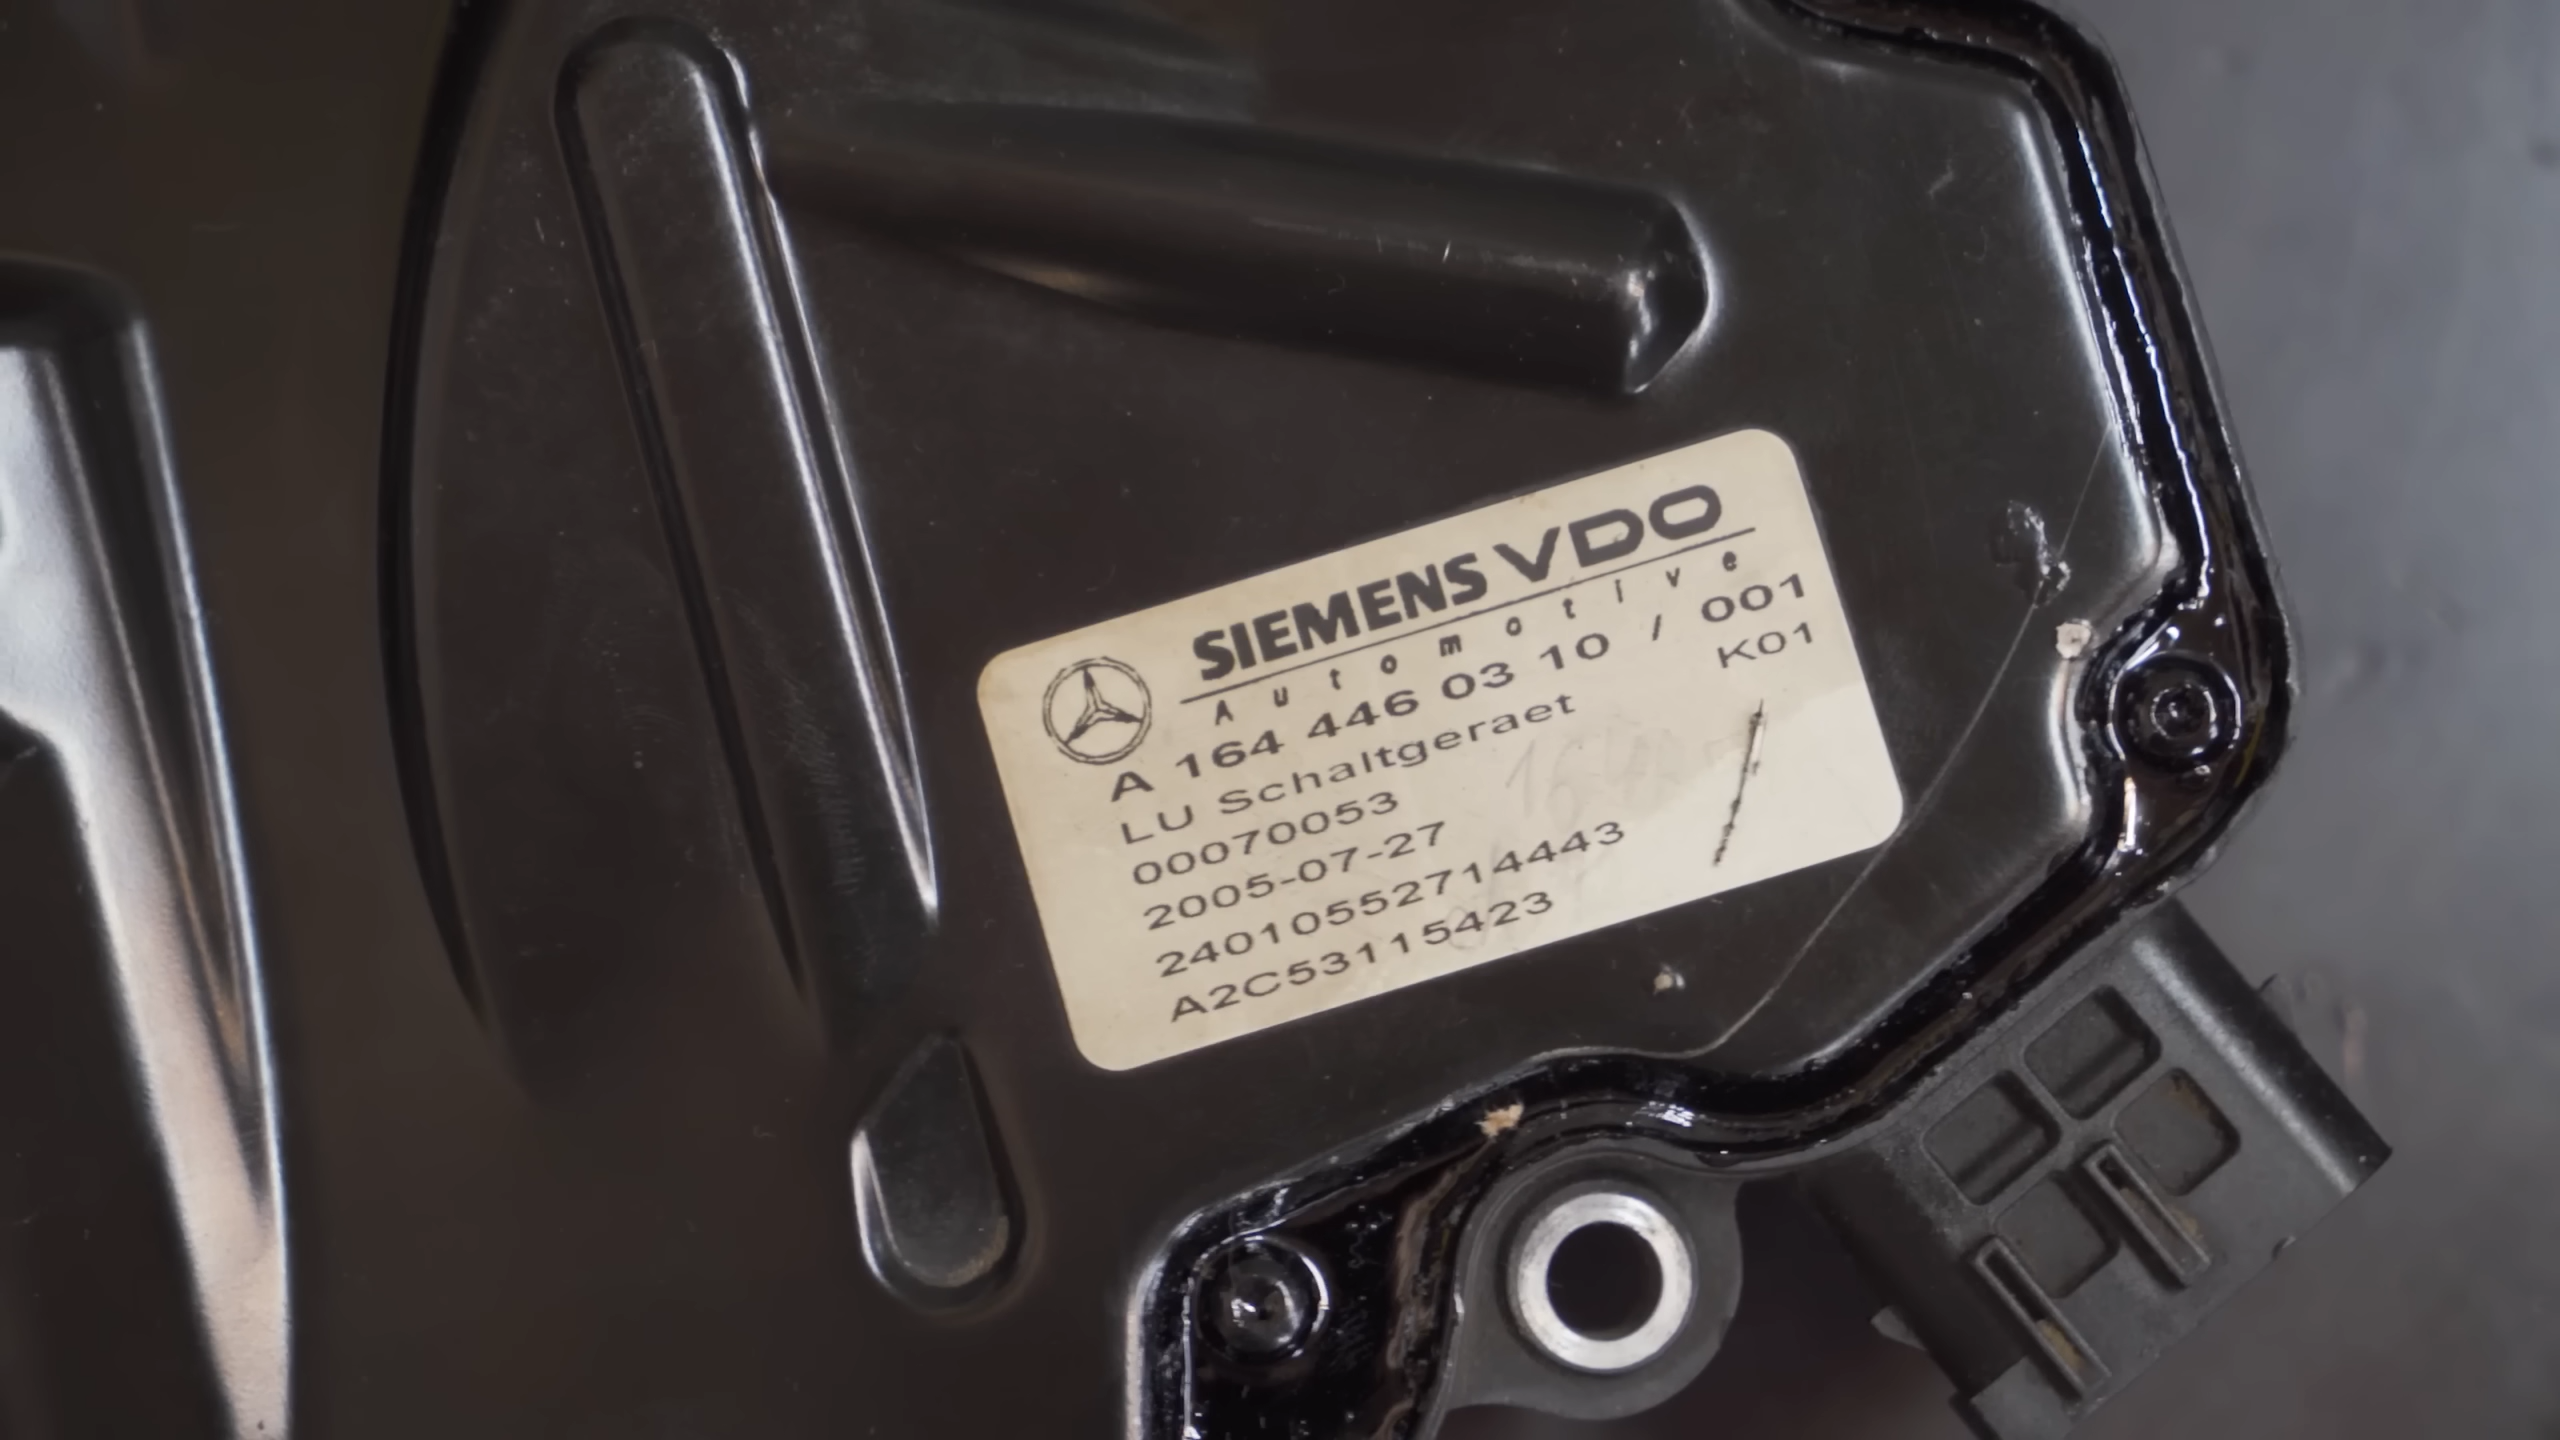 SIEMENS VDO
Automotive
A 164 446 03 10 / 001
LU Schaltgeraet K01
00070053
2005-07-27
24010552714443
A2C53115423